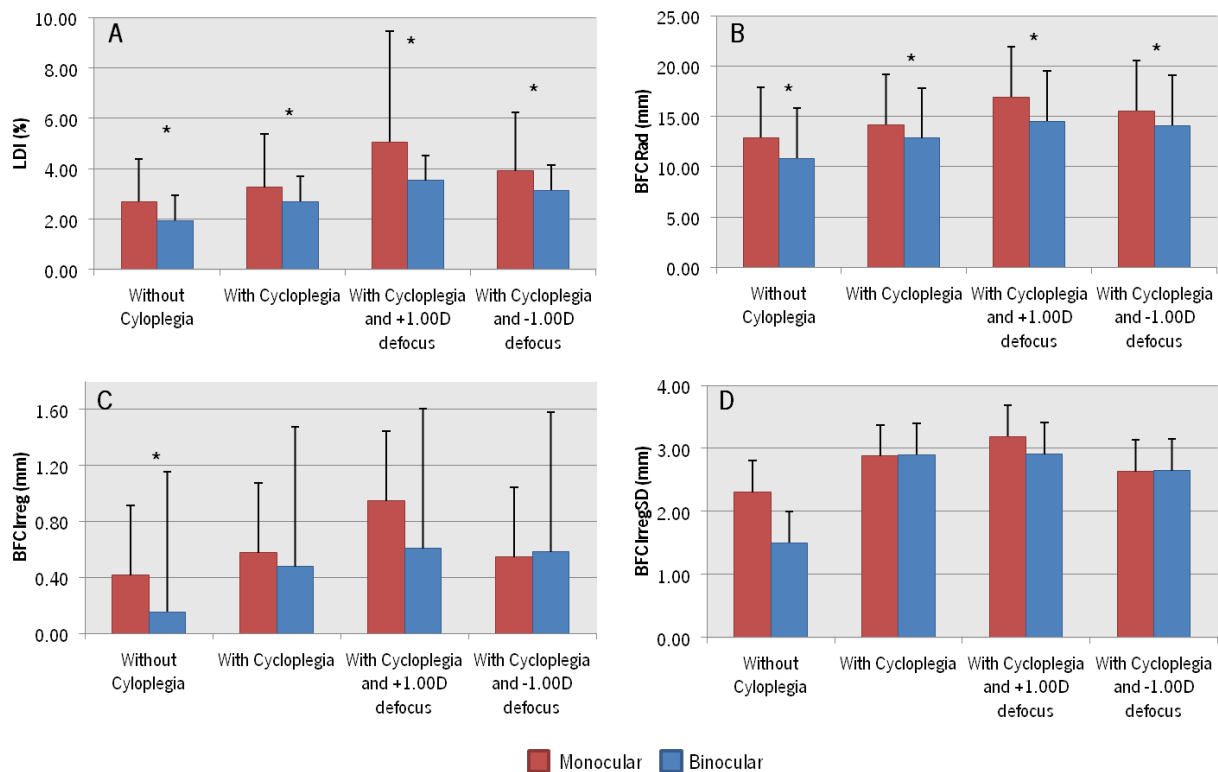 A
LDI (%)
10.00
8.00
6.00
4.00
2.00
0.00
*
*
*
*
Without
Cyloplegia
With Cycloplegia
With Cycloplegia
and +1.00D
defocus
With Cycloplegia
and -1.00D
defocus
B
BFCRad (mm)
25.00
20.00
15.00
10.00
5.00
0.00
*
*
*
*
Without
Cyloplegia
With Cycloplegia
With Cycloplegia
and +1.00D
defocus
With Cycloplegia
and -1.00D
defocus
C
BFCIrreg (mm)
1.60
1.20
0.80
0.40
0.00
*
Without
Cyloplegia
With Cycloplegia
With Cycloplegia
and +1.00D
defocus
With Cycloplegia
and -1.00D
defocus
D
BFCIrregSD (mm)
4.00
3.00
2.00
1.00
0.00
Without
Cyloplegia
With Cycloplegia
With Cycloplegia
and +1.00D
defocus
With Cycloplegia
and -1.00D
defocus
Monocular
Binocular